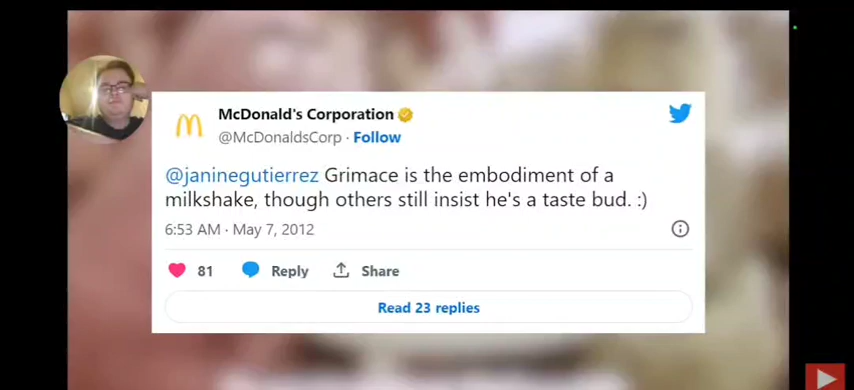 McDonald's Corporation
@McDonaldsCorp · Follow
@janinegutierrez Grimace is the embodiment of a
milkshake, though others still insist he's a taste bud. :)
6:53 AM · May 7, 2012
81 Reply Share
Read 23 replies